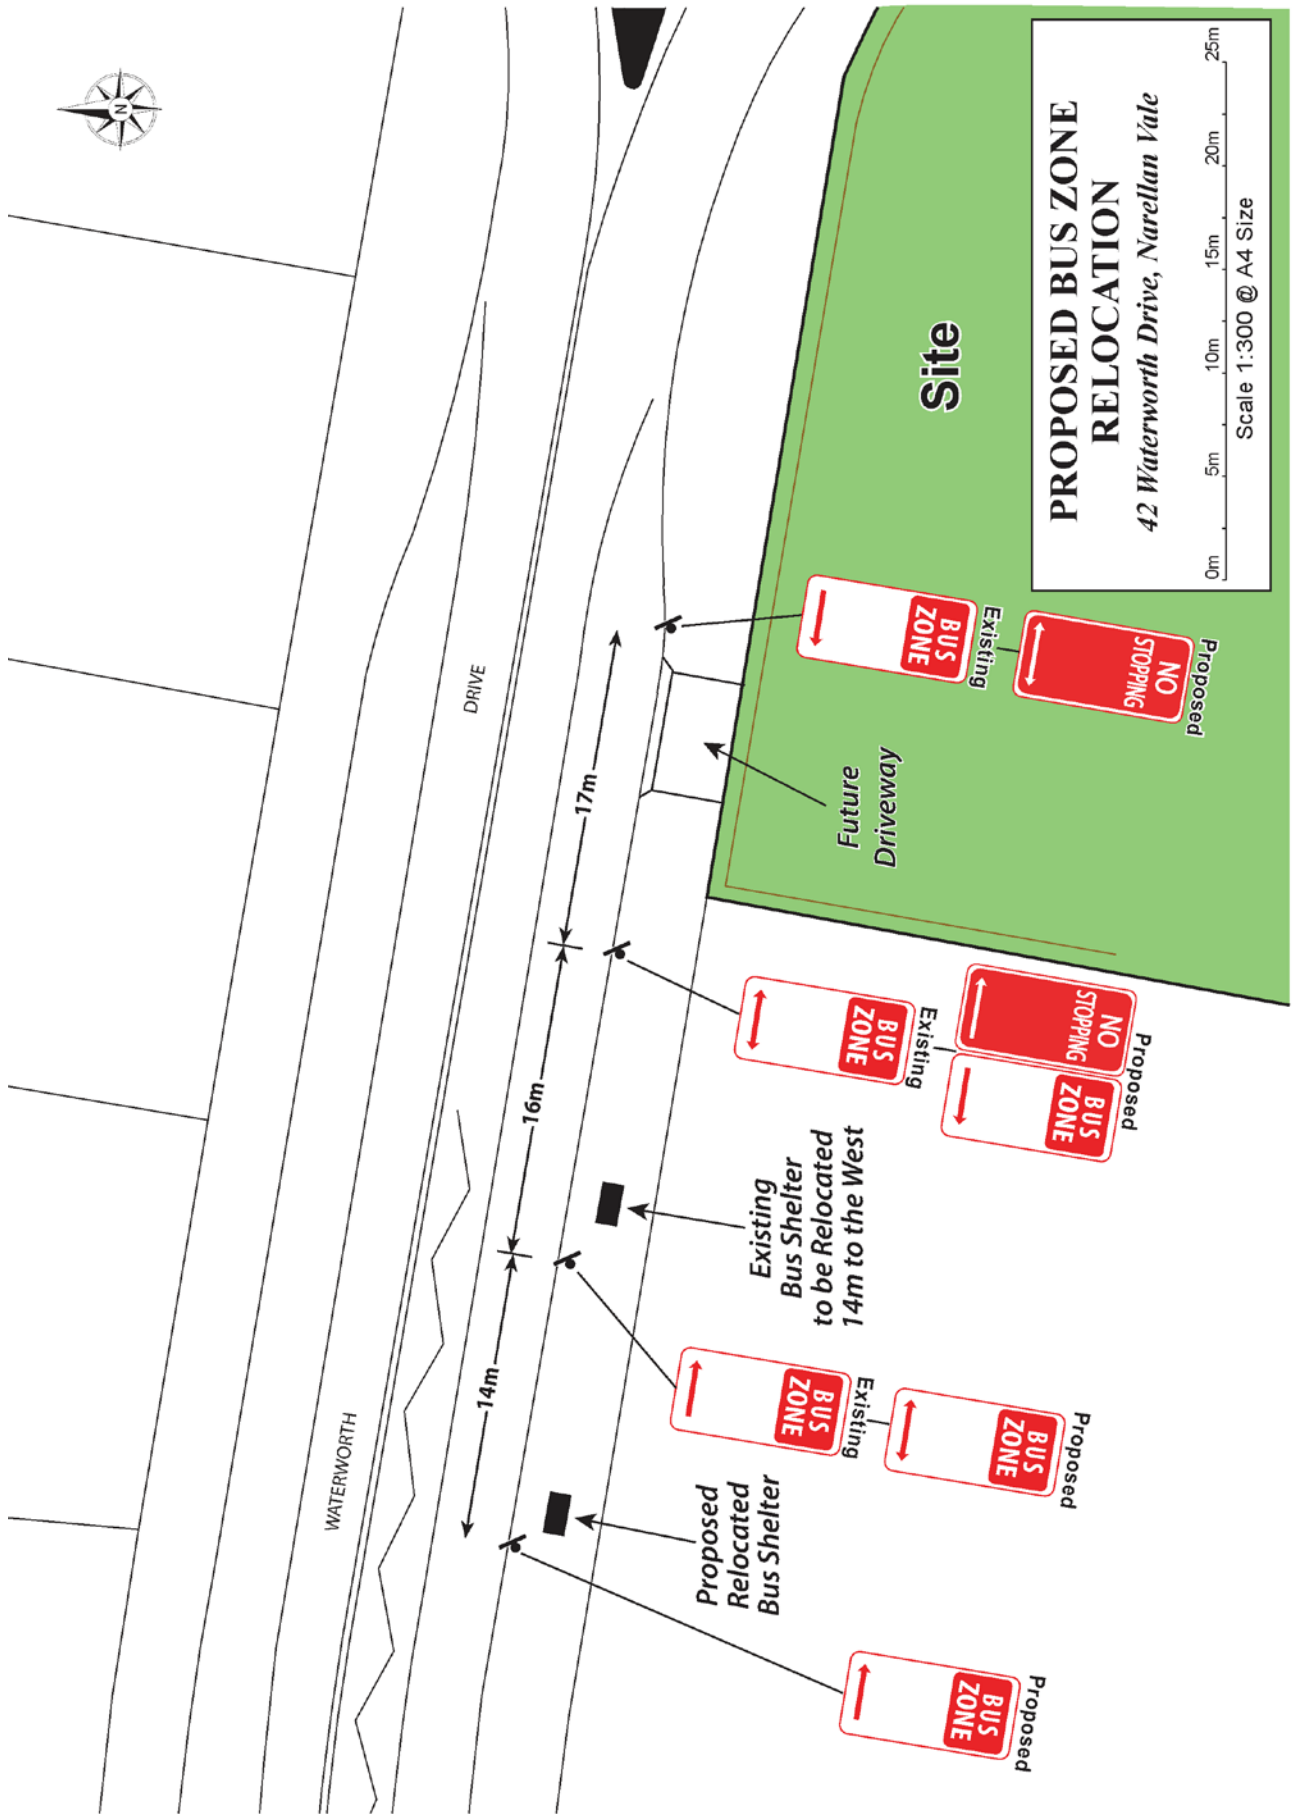 N
WATERWORTH
DRIVE
14m
16m
17m
Proposed
Relocated
Bus Shelter
Existing
Bus Shelter
to be Relocated
14m to the West
Future
Driveway
Site
BUS
ZONE
Proposed
BUS
ZONE
Existing
BUS
ZONE
Proposed
BUS
ZONE
Existing
BUS
ZONE
NO
STOPPING
Proposed
BUS
ZONE
Existing
NO
STOPPING
Proposed
PROPOSED BUS ZONE
RELOCATION
42 Waterworth Drive, Narellan Vale
0m 5m 10m 15m 20m 25m
Scale 1:300 @ A4 Size